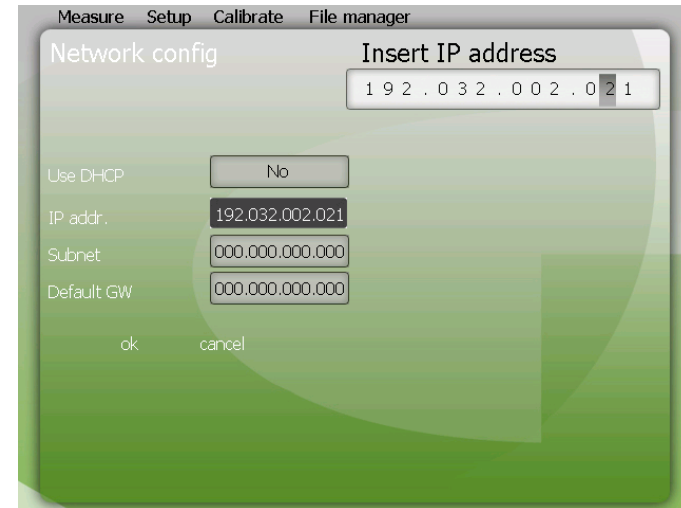 Measure Setup Calibrate File manager
Network config
Insert IP address
192.032.002.021
Use DHCP No
IP addr. 192.032.002.021
Subnet 000.000.000.000
Default GW 000.000.000.000
ok cancel